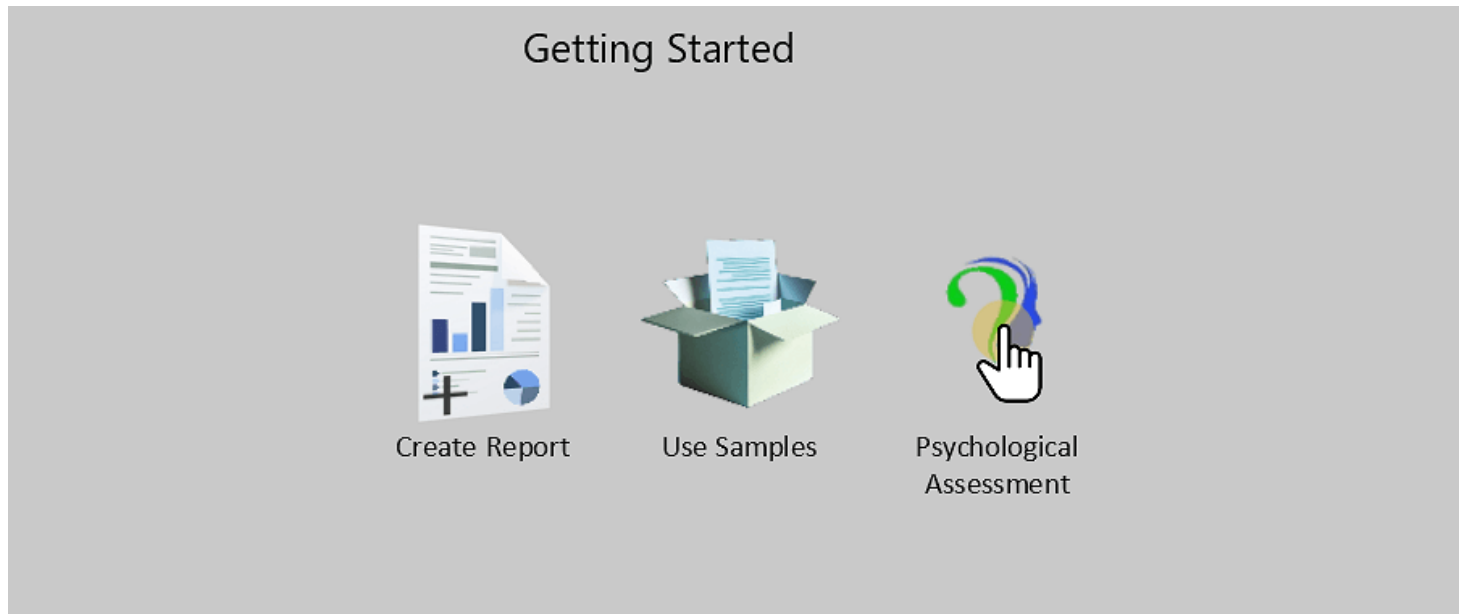 Getting Started
Create Report
Use Samples
Psychological
Assessment